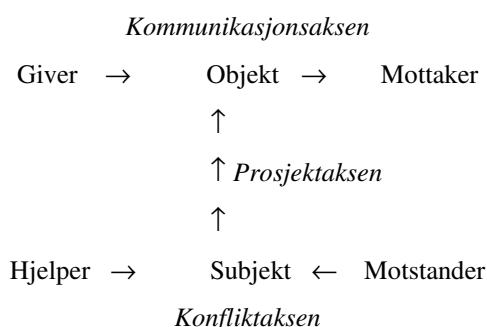 Kommunikasjonsaksen
Giver → Objekt → Mottaker
↑
↑ Prosjektaksen
↑
Hjelper → Subjekt ← Motstander
Konfliktaksen